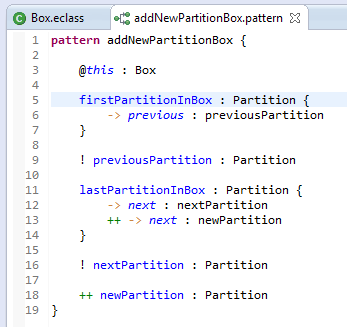 Box.eclass addNewPartitionBox.pattern
1 pattern addNewPartitionBox {
2
3 @this : Box
4
5 firstPartitionInBox : Partition {
6 -> previous : previousPartition
7 }
8
9 ! previousPartition : Partition
10
11 lastPartitionInBox : Partition {
12 -> next : nextPartition
13 ++ -> next : newPartition
14 }
15
16 ! nextPartition : Partition
17
18 ++ newPartition : Partition
19 }